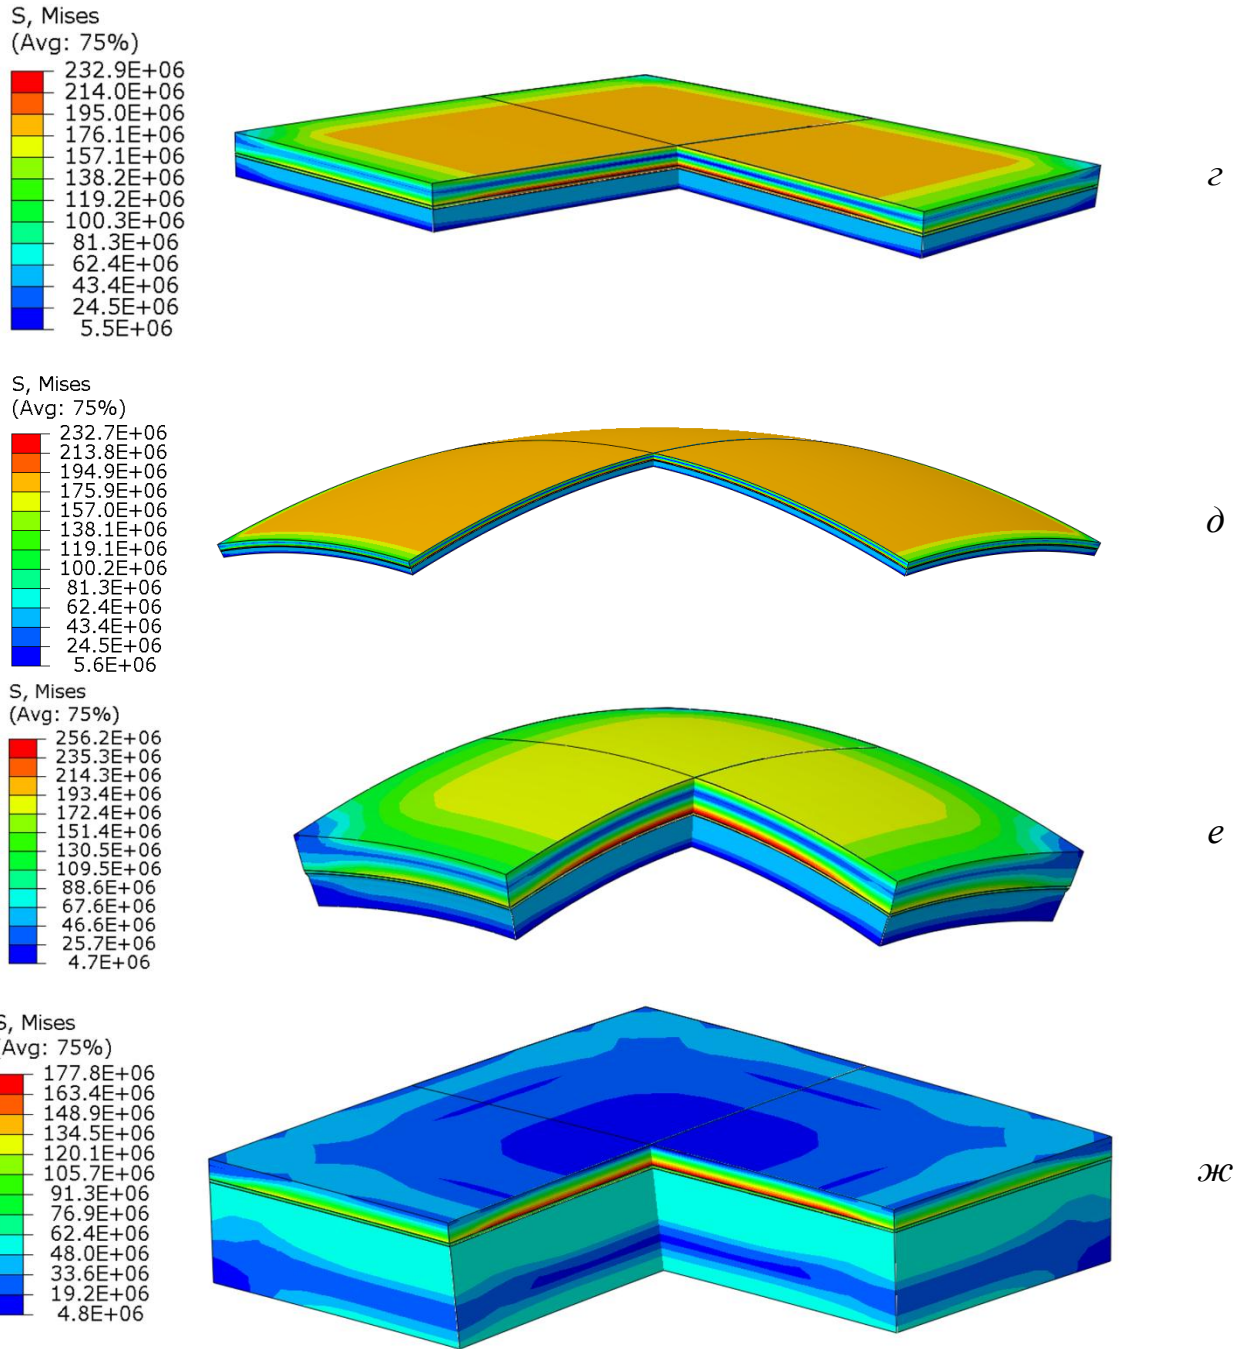 S, Mises
(Avg: 75%)
232.9E+06
214.0E+06
195.0E+06
176.1E+06
157.1E+06
138.2E+06
119.2E+06
100.3E+06
81.3E+06
62.4E+06
43.4E+06
24.5E+06
5.5E+06
г
S, Mises
(Avg: 75%)
232.7E+06
213.8E+06
194.9E+06
175.9E+06
157.0E+06
138.1E+06
119.1E+06
100.2E+06
81.3E+06
62.4E+06
43.4E+06
24.5E+06
5.6E+06
д
S, Mises
(Avg: 75%)
256.2E+06
235.3E+06
214.3E+06
193.4E+06
172.4E+06
151.4E+06
130.5E+06
109.5E+06
88.6E+06
67.6E+06
46.6E+06
25.7E+06
4.7E+06
е
S, Mises
(Avg: 75%)
177.8E+06
163.4E+06
148.9E+06
134.5E+06
120.1E+06
105.7E+06
91.3E+06
76.9E+06
62.4E+06
48.0E+06
33.6E+06
19.2E+06
4.8E+06
ж